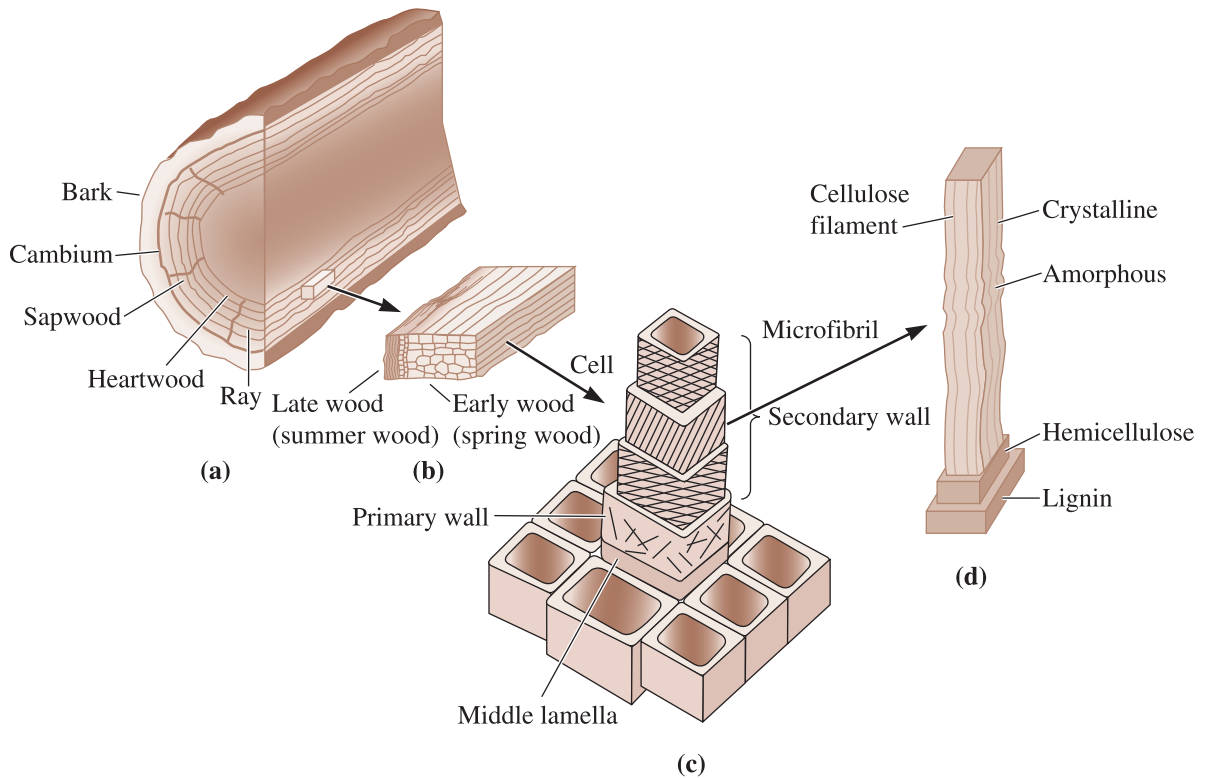 Bark
Cambium
Sapwood
Heartwood
Ray
(a)
Late wood
(summer wood)
Early wood
(spring wood)
(b)
Cell
Microfibril
Secondary wall
Primary wall
Middle lamella
(c)
Cellulose
filament
Crystalline
Amorphous
Hemicellulose
Lignin
(d)